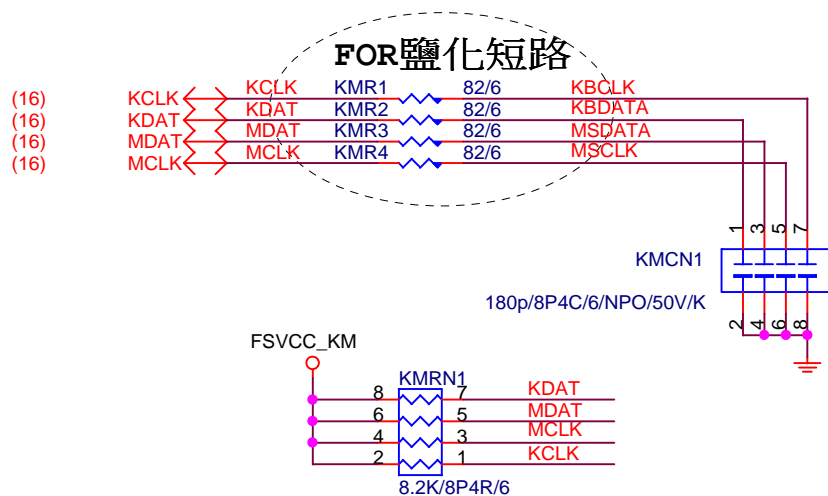 FOR鹽化短路
(16) KCLK KCLK KMR1 82/6 KBCLK
(16) KDAT KDAT KMR2 82/6 KBDATA
(16) MDAT MDAT KMR3 82/6 MSDATA
(16) MCLK MCLK KMR4 82/6 MSCLK
1 3 5 7
KMCN1
180p/8P4C/6/NPO/50V/K
2 4 6 8
FSVCC_KM
KMRN1
8 7 KDAT
6 5 MDAT
4 3 MCLK
2 1 KCLK
8.2K/8P4R/6